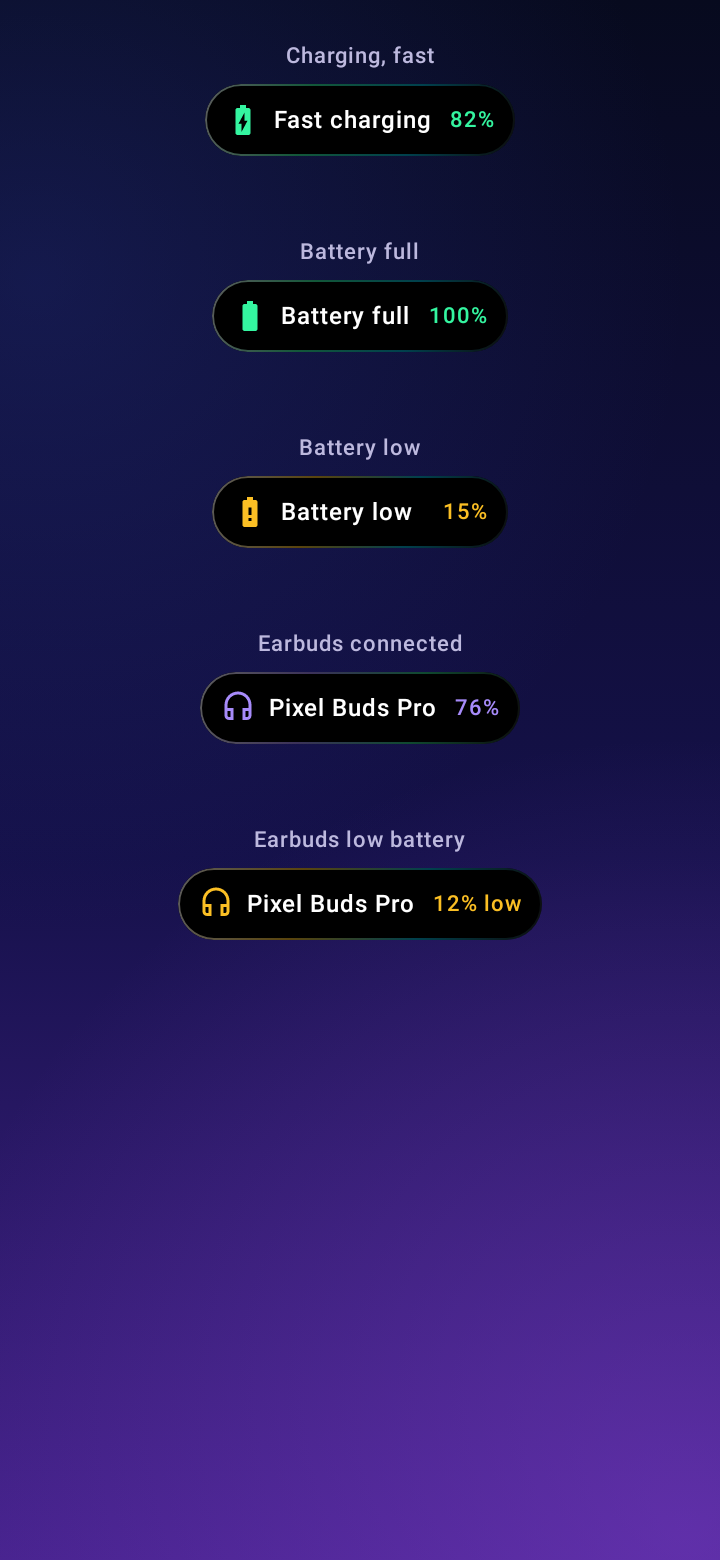 Charging, fast
Fast charging 82%
Battery full
Battery full 100%
Battery low
Battery low 15%
Earbuds connected
Pixel Buds Pro 76%
Earbuds low battery
Pixel Buds Pro 12% low